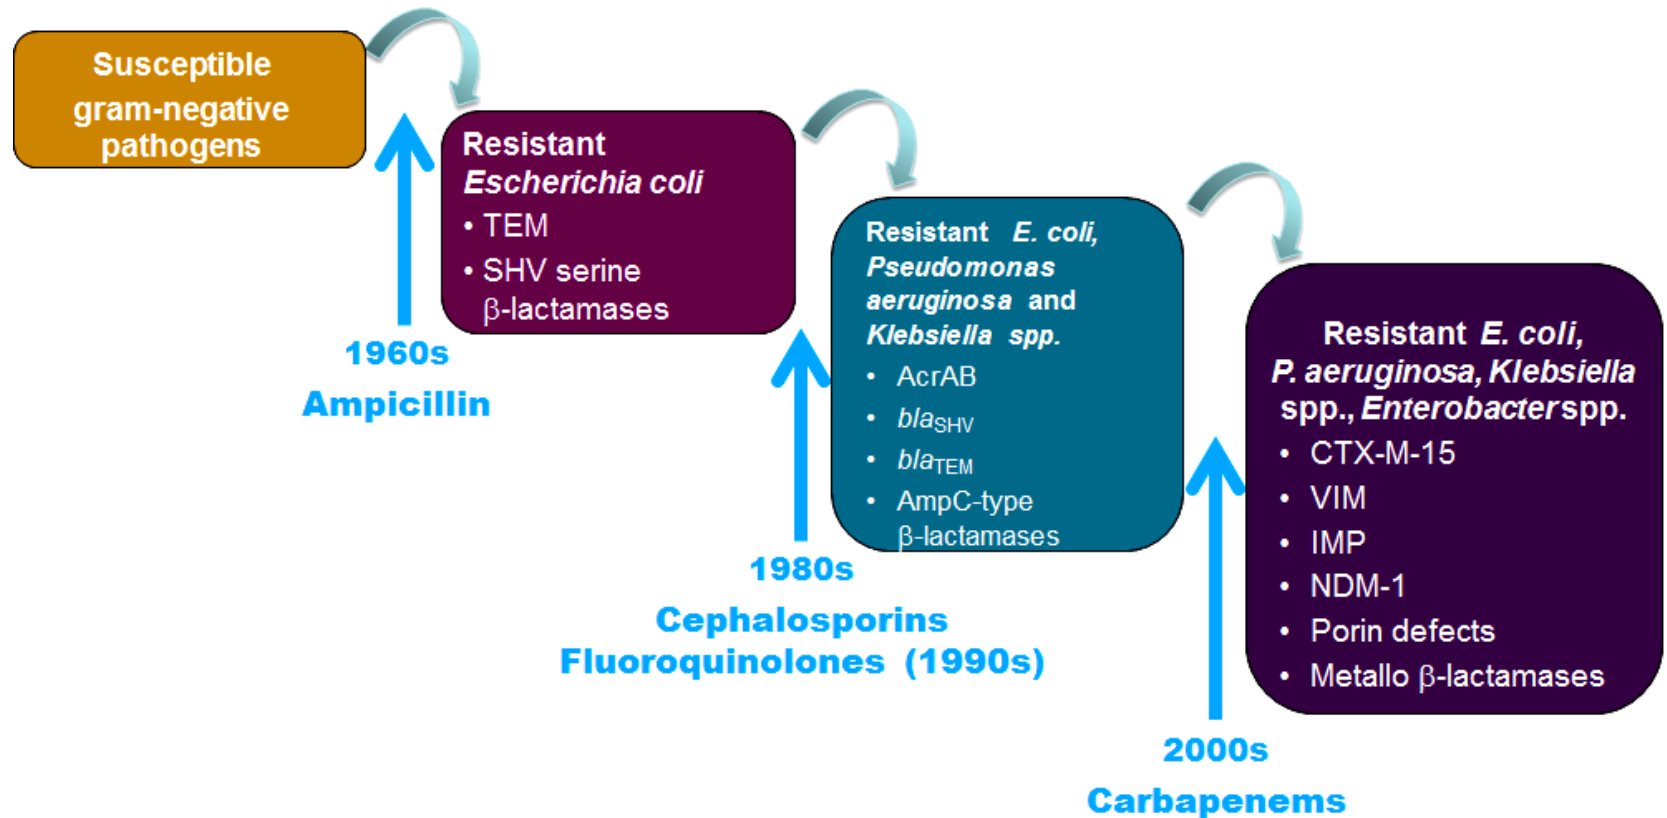 Susceptible
gram-negative
pathogens
Resistant
Escherichia coli
• TEM
• SHV serine
β-lactamases
1960s
Ampicillin
Resistant E. coli,
Pseudomonas
aeruginosa and
Klebsiella spp.
• AcrAB
• blaSHV
• blaTEM
• AmpC-type
β-lactamases
1980s
Cephalosporins
Fluoroquinolones (1990s)
Resistant E. coli,
P. aeruginosa, Klebsiella
spp., Enterobacter spp.
• CTX-M-15
• VIM
• IMP
• NDM-1
• Porin defects
• Metallo β-lactamases
2000s
Carbapenems